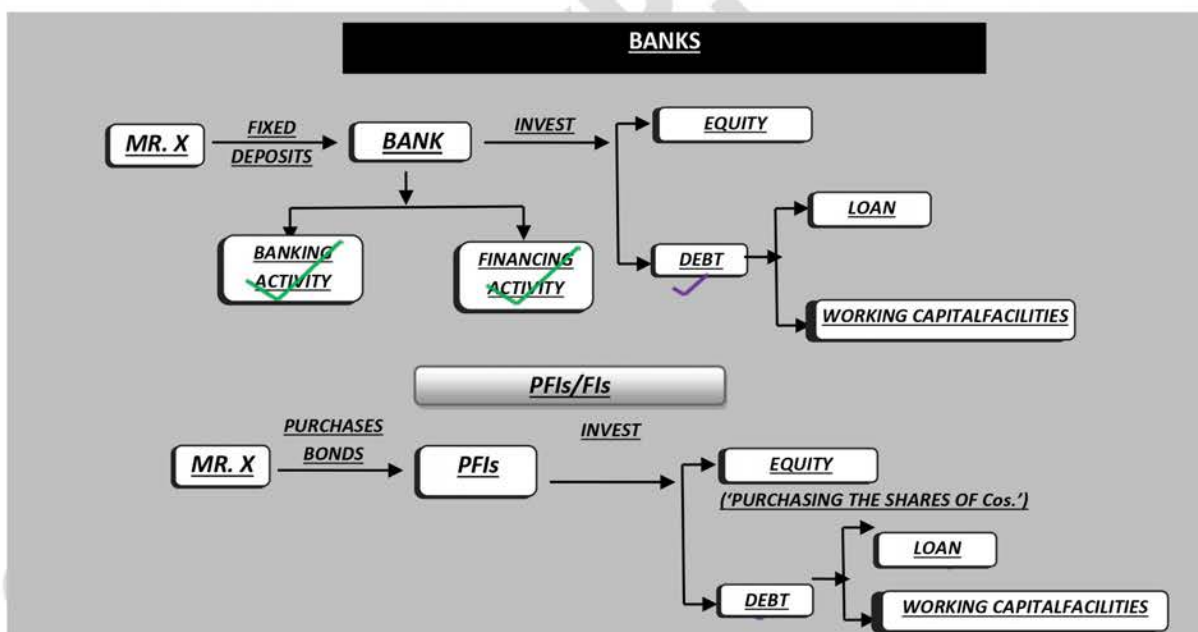 BANKS
MR. X
FIXED
DEPOSITS
BANK
INVEST
EQUITY
LOAN
BANKING
ACTIVITY
FINANCING
ACTIVITY
DEBT
WORKING CAPITALFACILITIES
PFIs/FIs
MR. X
PURCHASES
BONDS
PFIs
INVEST
EQUITY
('PURCHASING THE SHARES OF Cos.')
LOAN
DEBT
WORKING CAPITALFACILITIES